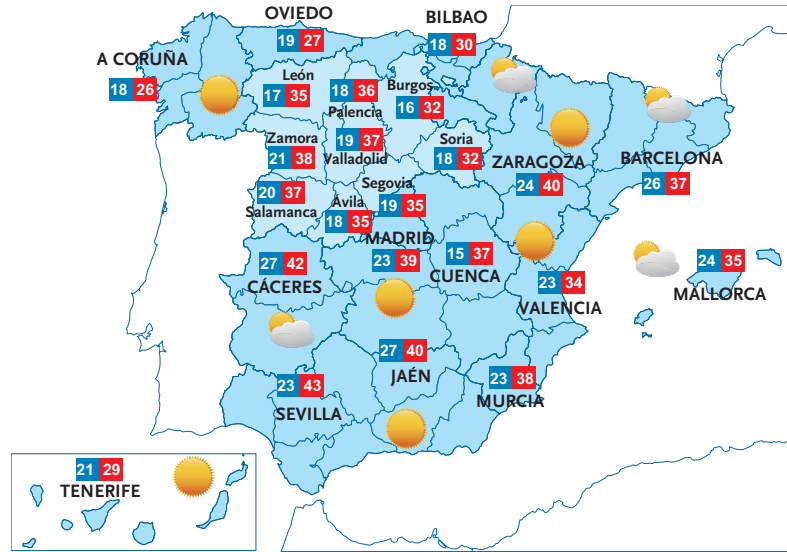 OVIEDO
19 27
BILBAO
18 30
A CORUÑA
18 26
León
17 35
18 36
Palencia
Burgos
16 32
Zamora
21 38
19 37
Valladolid
Soria
18 32
ZARAGOZA
24 40
BARCELONA
26 37
20 37
Salamanca
Ávila
18 35
Segovia
19 35
MADRID
23 39
15 37
CUENCA
27 42
CÁCERES
23 34
VALENCIA
24 35
MALLORCA
27 40
JAÉN
23 43
SEVILLA
23 38
MURCIA
21 29
TENERIFE